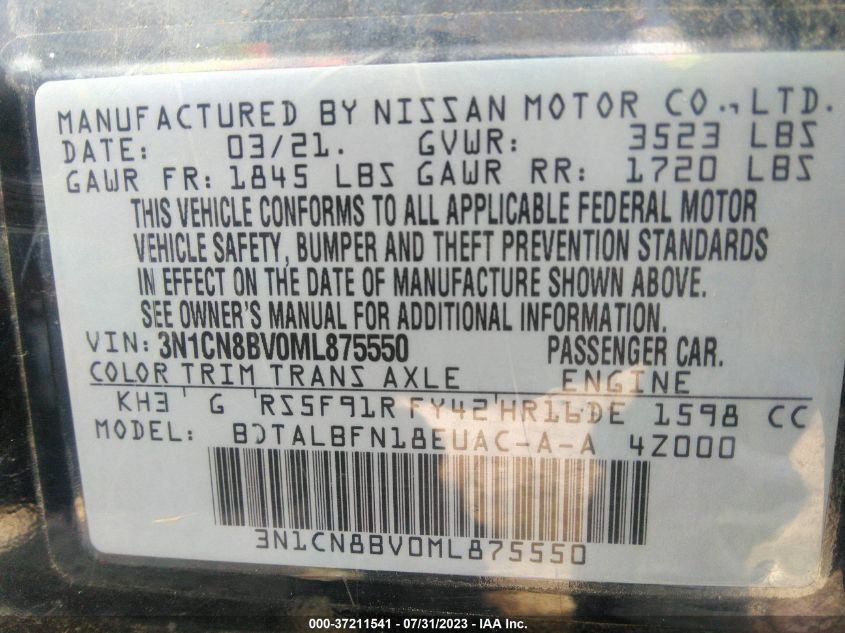 MANUFACTURED BY NISSAN MOTOR CO., LTD.
DATE: 03/21. GVWR: 3523 LBS
GAWR FR: 1845 LBS GAWR RR: 1720 LBS
THIS VEHICLE CONFORMS TO ALL APPLICABLE FEDERAL MOTOR
VEHICLE SAFETY, BUMPER AND THEFT PREVENTION STANDARDS
IN EFFECT ON THE DATE OF MANUFACTURE SHOWN ABOVE.
SEE OWNER'S MANUAL FOR ADDITIONAL INFORMATION.
VIN: 3N1CN8BV0ML875550 PASSENGER CAR.
COLOR TRIM TRANS AXLE ENGINE
KH3 G RS5F91R FY42 HR16DE 1598 CC
MODEL: BDTALBFN18EUAC-A-A 4Z000
3N1CN8BV0ML875550
000-37211541 - 07/31/2023 - IAA Inc.